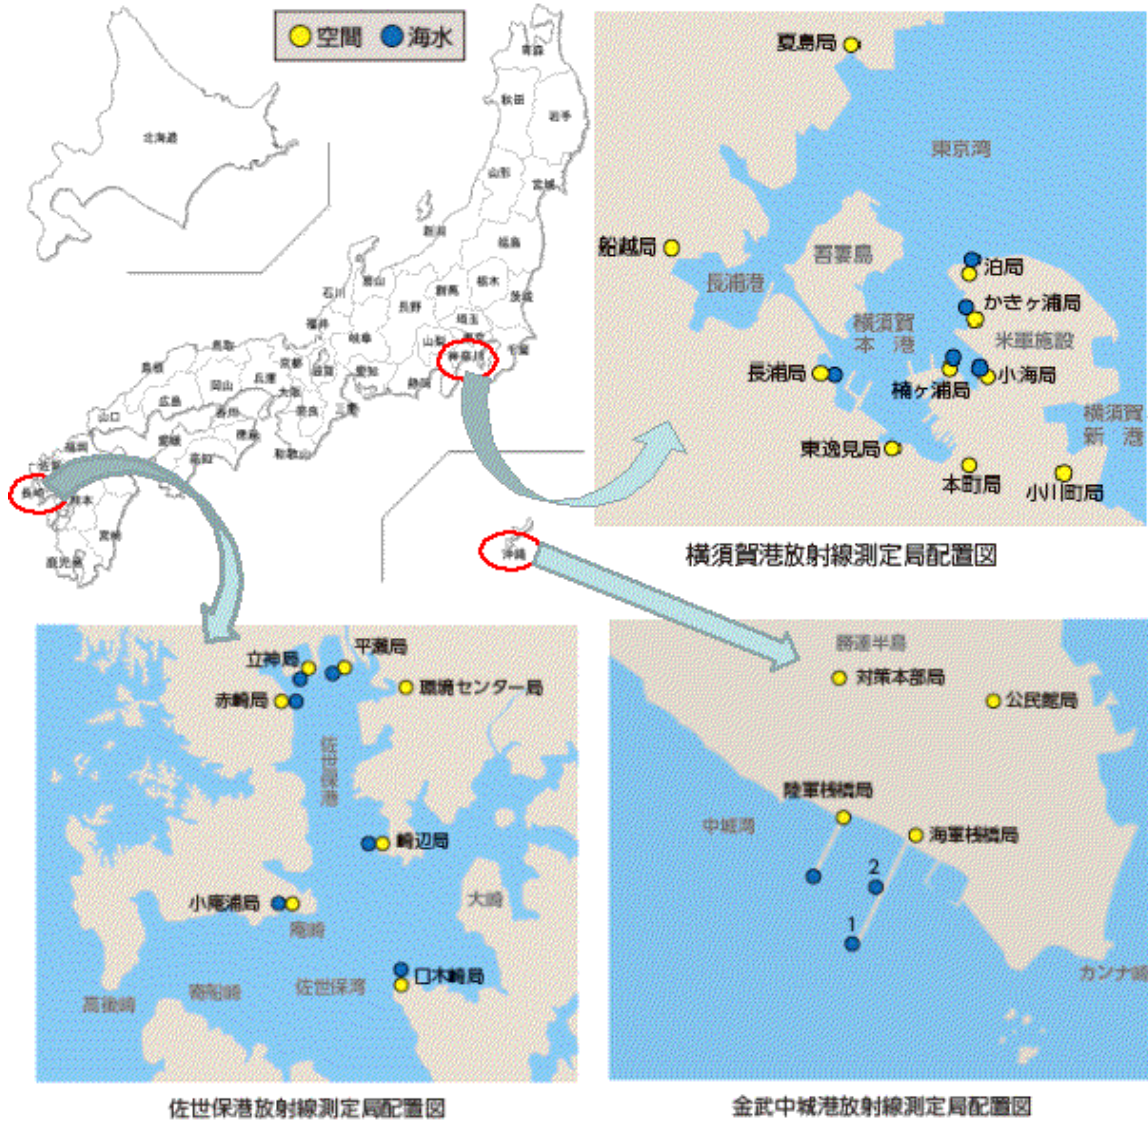 空間
海水
北海道
青森
秋田
岩手
山形
宮城
新潟
福島
栃木
群馬
茨城
埼玉
東京
千葉
神奈川
山梨
長野
富山
石川
福井
岐阜
静岡
愛知
滋賀
京都
三重
奈良
大阪
和歌山
兵庫
鳥取
岡山
島根
広島
山口
香川
徳島
愛媛
高知
福岡
佐賀
長崎
熊本
宮崎
鹿児島
沖縄
夏島局
東京湾
船越局
吾妻島
長浦港
泊局
かきヶ浦局
横須賀
本港
米軍施設
長浦局
楠ヶ浦局
小海局
横須賀
新港
東逸見局
本町局
小川町局
横須賀港放射線測定局配置図
立神局
平瀬局
赤崎局
環境センター局
佐世保港
崎辺局
小庵浦局
庵崎
大崎
口木崎局
高後崎
寄船崎
佐世保湾
佐世保港放射線測定局配置図
勝連半島
対策本部局
公民館局
陸軍桟橋局
中城湾
海軍桟橋局
2
1
カンナ崎
金武中城港放射線測定局配置図